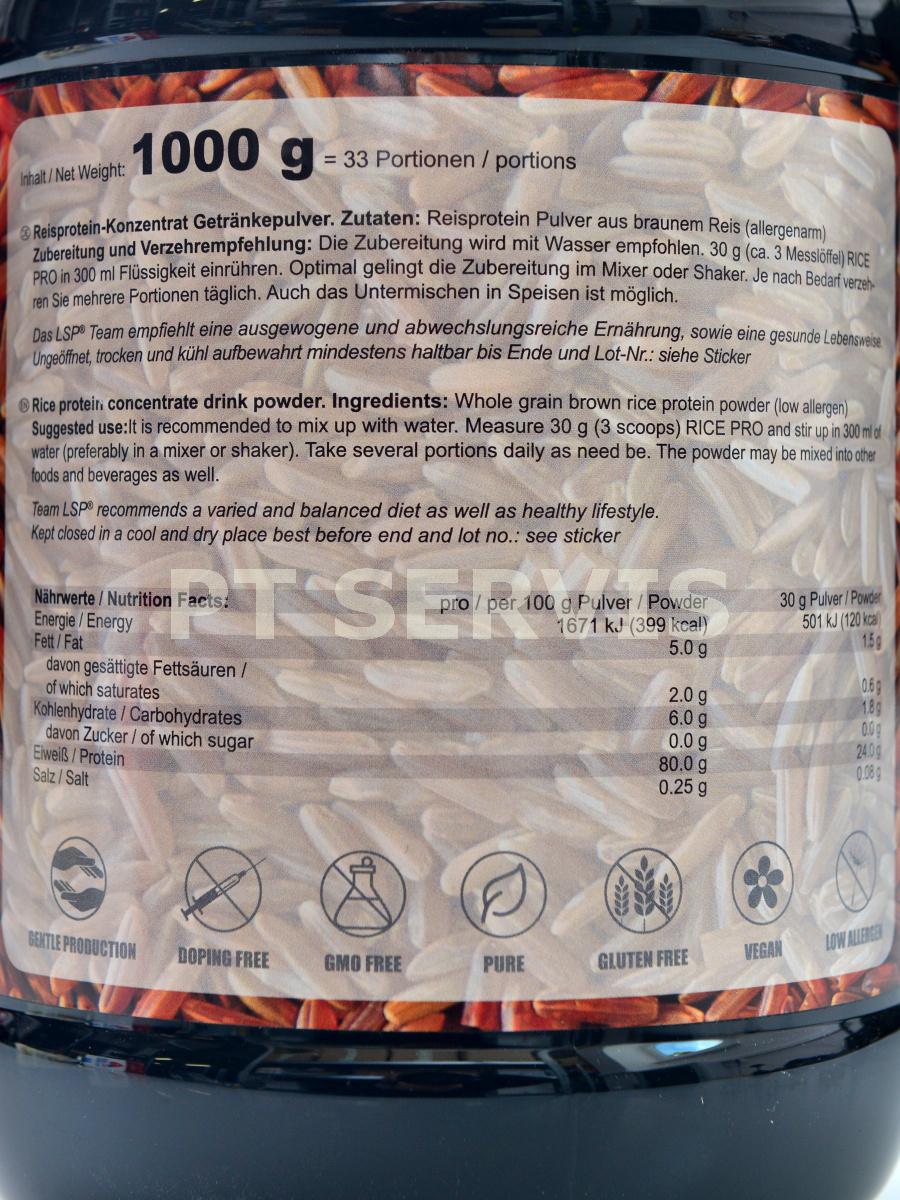 Inhalt / Net Weight: 1000 g = 33 Portionen / portions
Reisprotein-Konzentrat Getränkepulver. Zutaten: Reisprotein Pulver aus braunem Reis (allergenarm)
Zubereitung und Verzehrempfehlung: Die Zubereitung wird mit Wasser empfohlen. 30 g (ca. 3 Messlöffel) RICE
PRO in 300 ml Flüssigkeit einrühren. Optimal gelingt die Zubereitung im Mixer oder Shaker. Je nach Bedarf verzeh-
ren Sie mehrere Portionen täglich. Auch das Untermischen in Speisen ist möglich.
Das LSP® Team empfiehlt eine ausgewogene und abwechslungsreiche Ernährung, sowie eine gesunde Lebensweise.
Ungeöffnet, trocken und kühl aufbewahrt mindestens haltbar bis Ende und Lot-Nr.: siehe Sticker
Rice protein concentrate drink powder. Ingredients: Whole grain brown rice protein powder (low allergen)
Suggested use:It is recommended to mix up with water. Measure 30 g (3 scoops) RICE PRO and stir up in 300 ml of
water (preferably in a mixer or shaker). Take several portions daily as need be. The powder may be mixed into other
foods and beverages as well.
Team LSP® recommends a varied and balanced diet as well as healthy lifestyle.
Kept closed in a cool and dry place best before end and lot no.: see sticker
PT SERVIS
Nährwerte / Nutrition Facts: pro / per 100 g Pulver / Powder 30 g Pulver / Powder
Energie / Energy 1671 kJ (399 kcal) 501 kJ (120 kcal)
Fett / Fat 5.0 g 1.5 g
davon gesättigte Fettsäuren /
of which saturates 2.0 g 0.6 g
Kohlenhydrate / Carbohydrates 6.0 g 1.8 g
davon Zucker / of which sugar 0.0 g 0.0 g
Eiweiß / Protein 80.0 g 24.0 g
Salz / Salt 0.25 g 0.08 g
GENTLE PRODUCTION DOPING FREE GMO FREE PURE GLUTEN FREE VEGAN LOW ALLERGEN